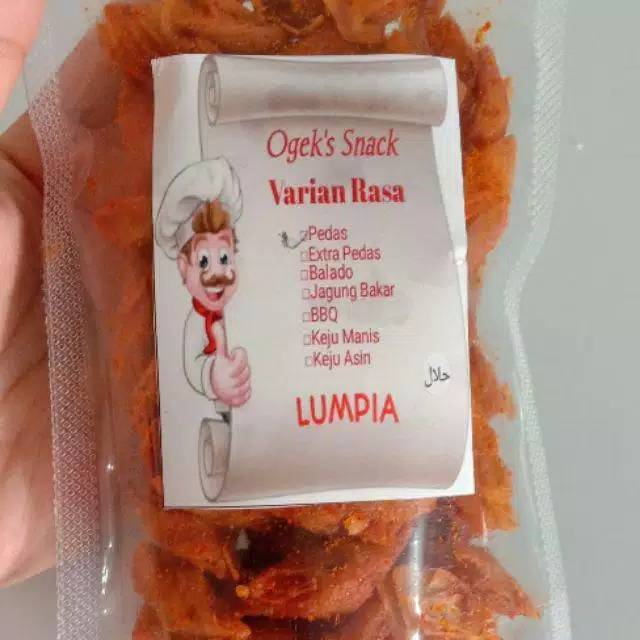 Ogek's Snack
Varian Rasa
Pedas
Extra Pedas
Balado
Jagung Bakar
BBQ
Keju Manis
Keju Asin
حلال
LUMPIA